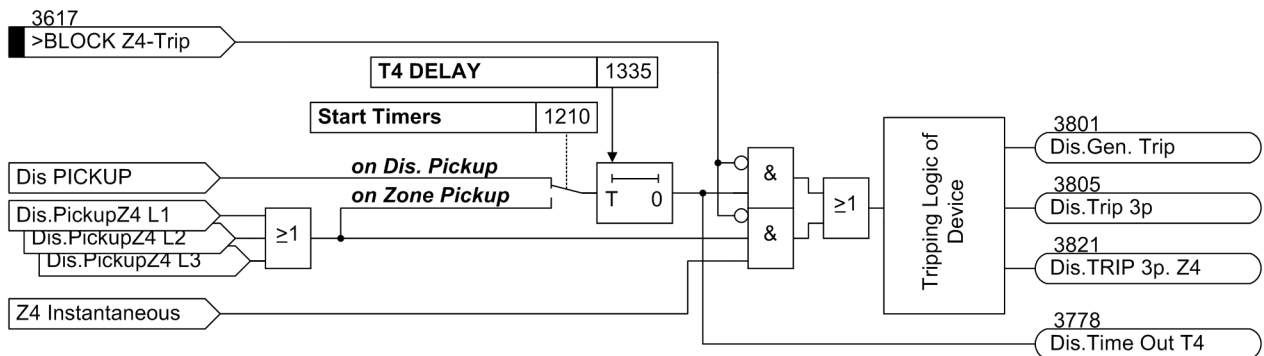 3617
>BLOCK Z4-Trip
T4 DELAY 1335
Start Timers 1210
Dis PICKUP
on Dis. Pickup
on Zone Pickup
Dis.PickupZ4 L1
Dis.PickupZ4 L2
Dis.PickupZ4 L3
≥1
Z4 Instantaneous
T 0
&
&
≥1
Tripping Logic of
Device
3801
Dis.Gen. Trip
3805
Dis.Trip 3p
3821
Dis.TRIP 3p. Z4
3778
Dis.Time Out T4